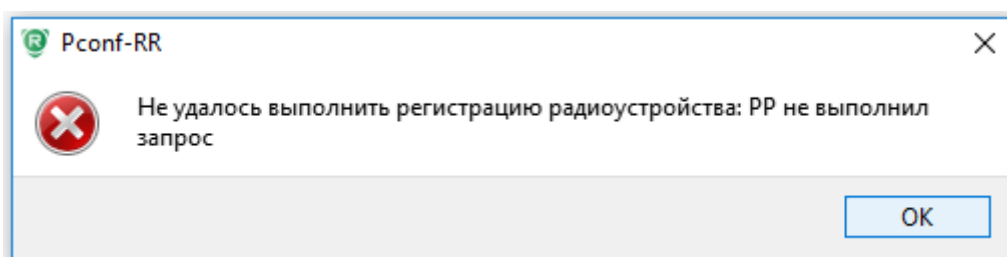 Pconf-RR
Не удалось выполнить регистрацию радиоустройства: РР не выполнил
запрос
OK